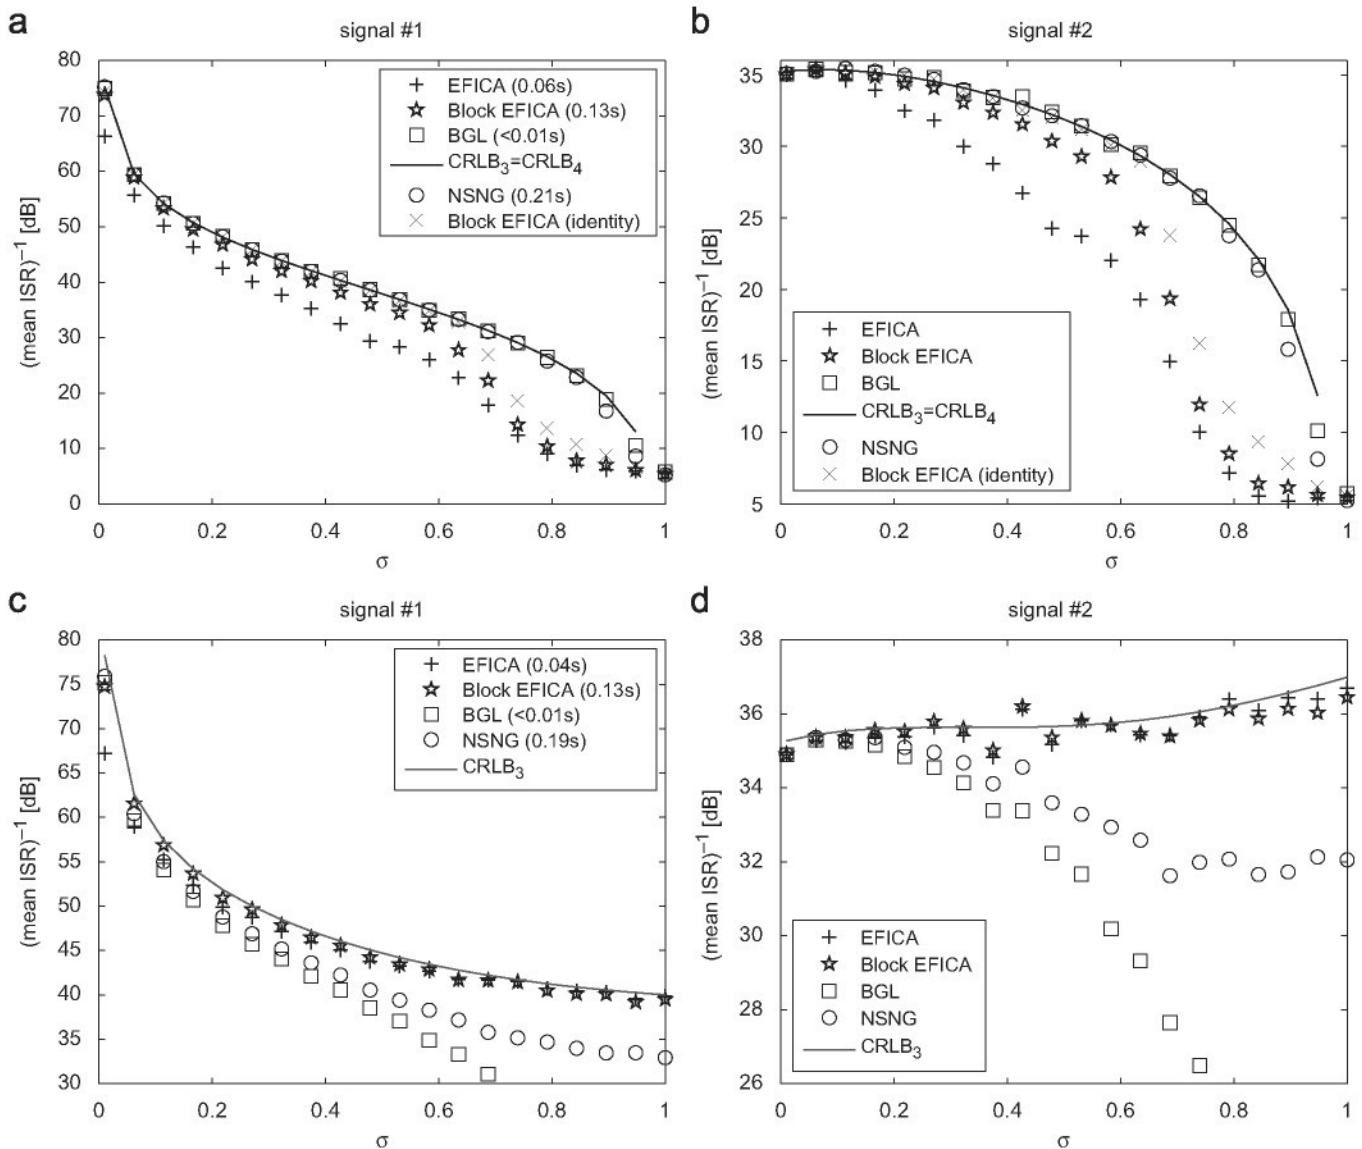 a
signal #1
80
70
60
50
40
30
20
10
0
(mean ISR)⁻¹ [dB]
EFICA (0.06s)
Block EFICA (0.13s)
BGL (<0.01s)
CRLB₃=CRLB₄
NSNG (0.21s)
Block EFICA (identity)
0 0.2 0.4 0.6 0.8 1
σ
b
signal #2
35
30
25
20
15
10
5
(mean ISR)⁻¹ [dB]
EFICA
Block EFICA
BGL
CRLB₃=CRLB₄
NSNG
Block EFICA (identity)
0 0.2 0.4 0.6 0.8 1
σ
c
signal #1
80
75
70
65
60
55
50
45
40
35
30
(mean ISR)⁻¹ [dB]
EFICA (0.04s)
Block EFICA (0.13s)
BGL (<0.01s)
NSNG (0.19s)
CRLB₃
0 0.2 0.4 0.6 0.8 1
σ
d
signal #2
38
36
34
32
30
28
26
(mean ISR)⁻¹ [dB]
EFICA
Block EFICA
BGL
NSNG
CRLB₃
0 0.2 0.4 0.6 0.8 1
σ